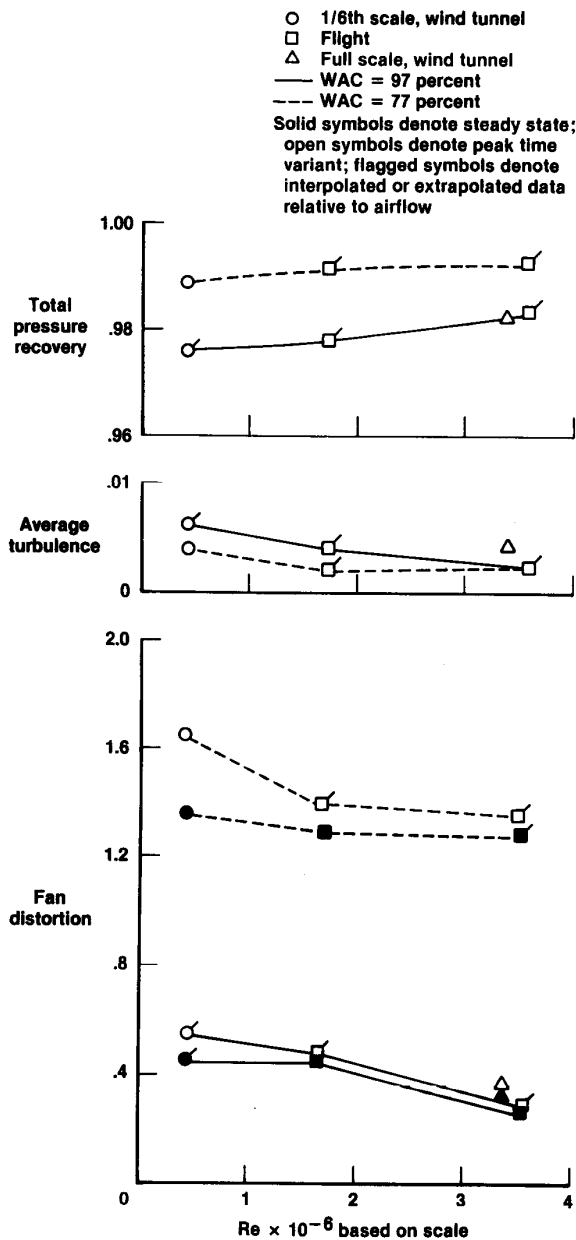 1/6th scale, wind tunnel
Flight
Full scale, wind tunnel
WAC = 97 percent
WAC = 77 percent
Solid symbols denote steady state;
open symbols denote peak time
variant; flagged symbols denote
interpolated or extrapolated data
relative to airflow
1.00
Total
pressure
recovery
.98
.96
.01
Average
turbulence
0
2.0
1.6
1.2
Fan
distortion
.8
.4
0 1 2 3 4
Re × 10⁻⁶ based on scale